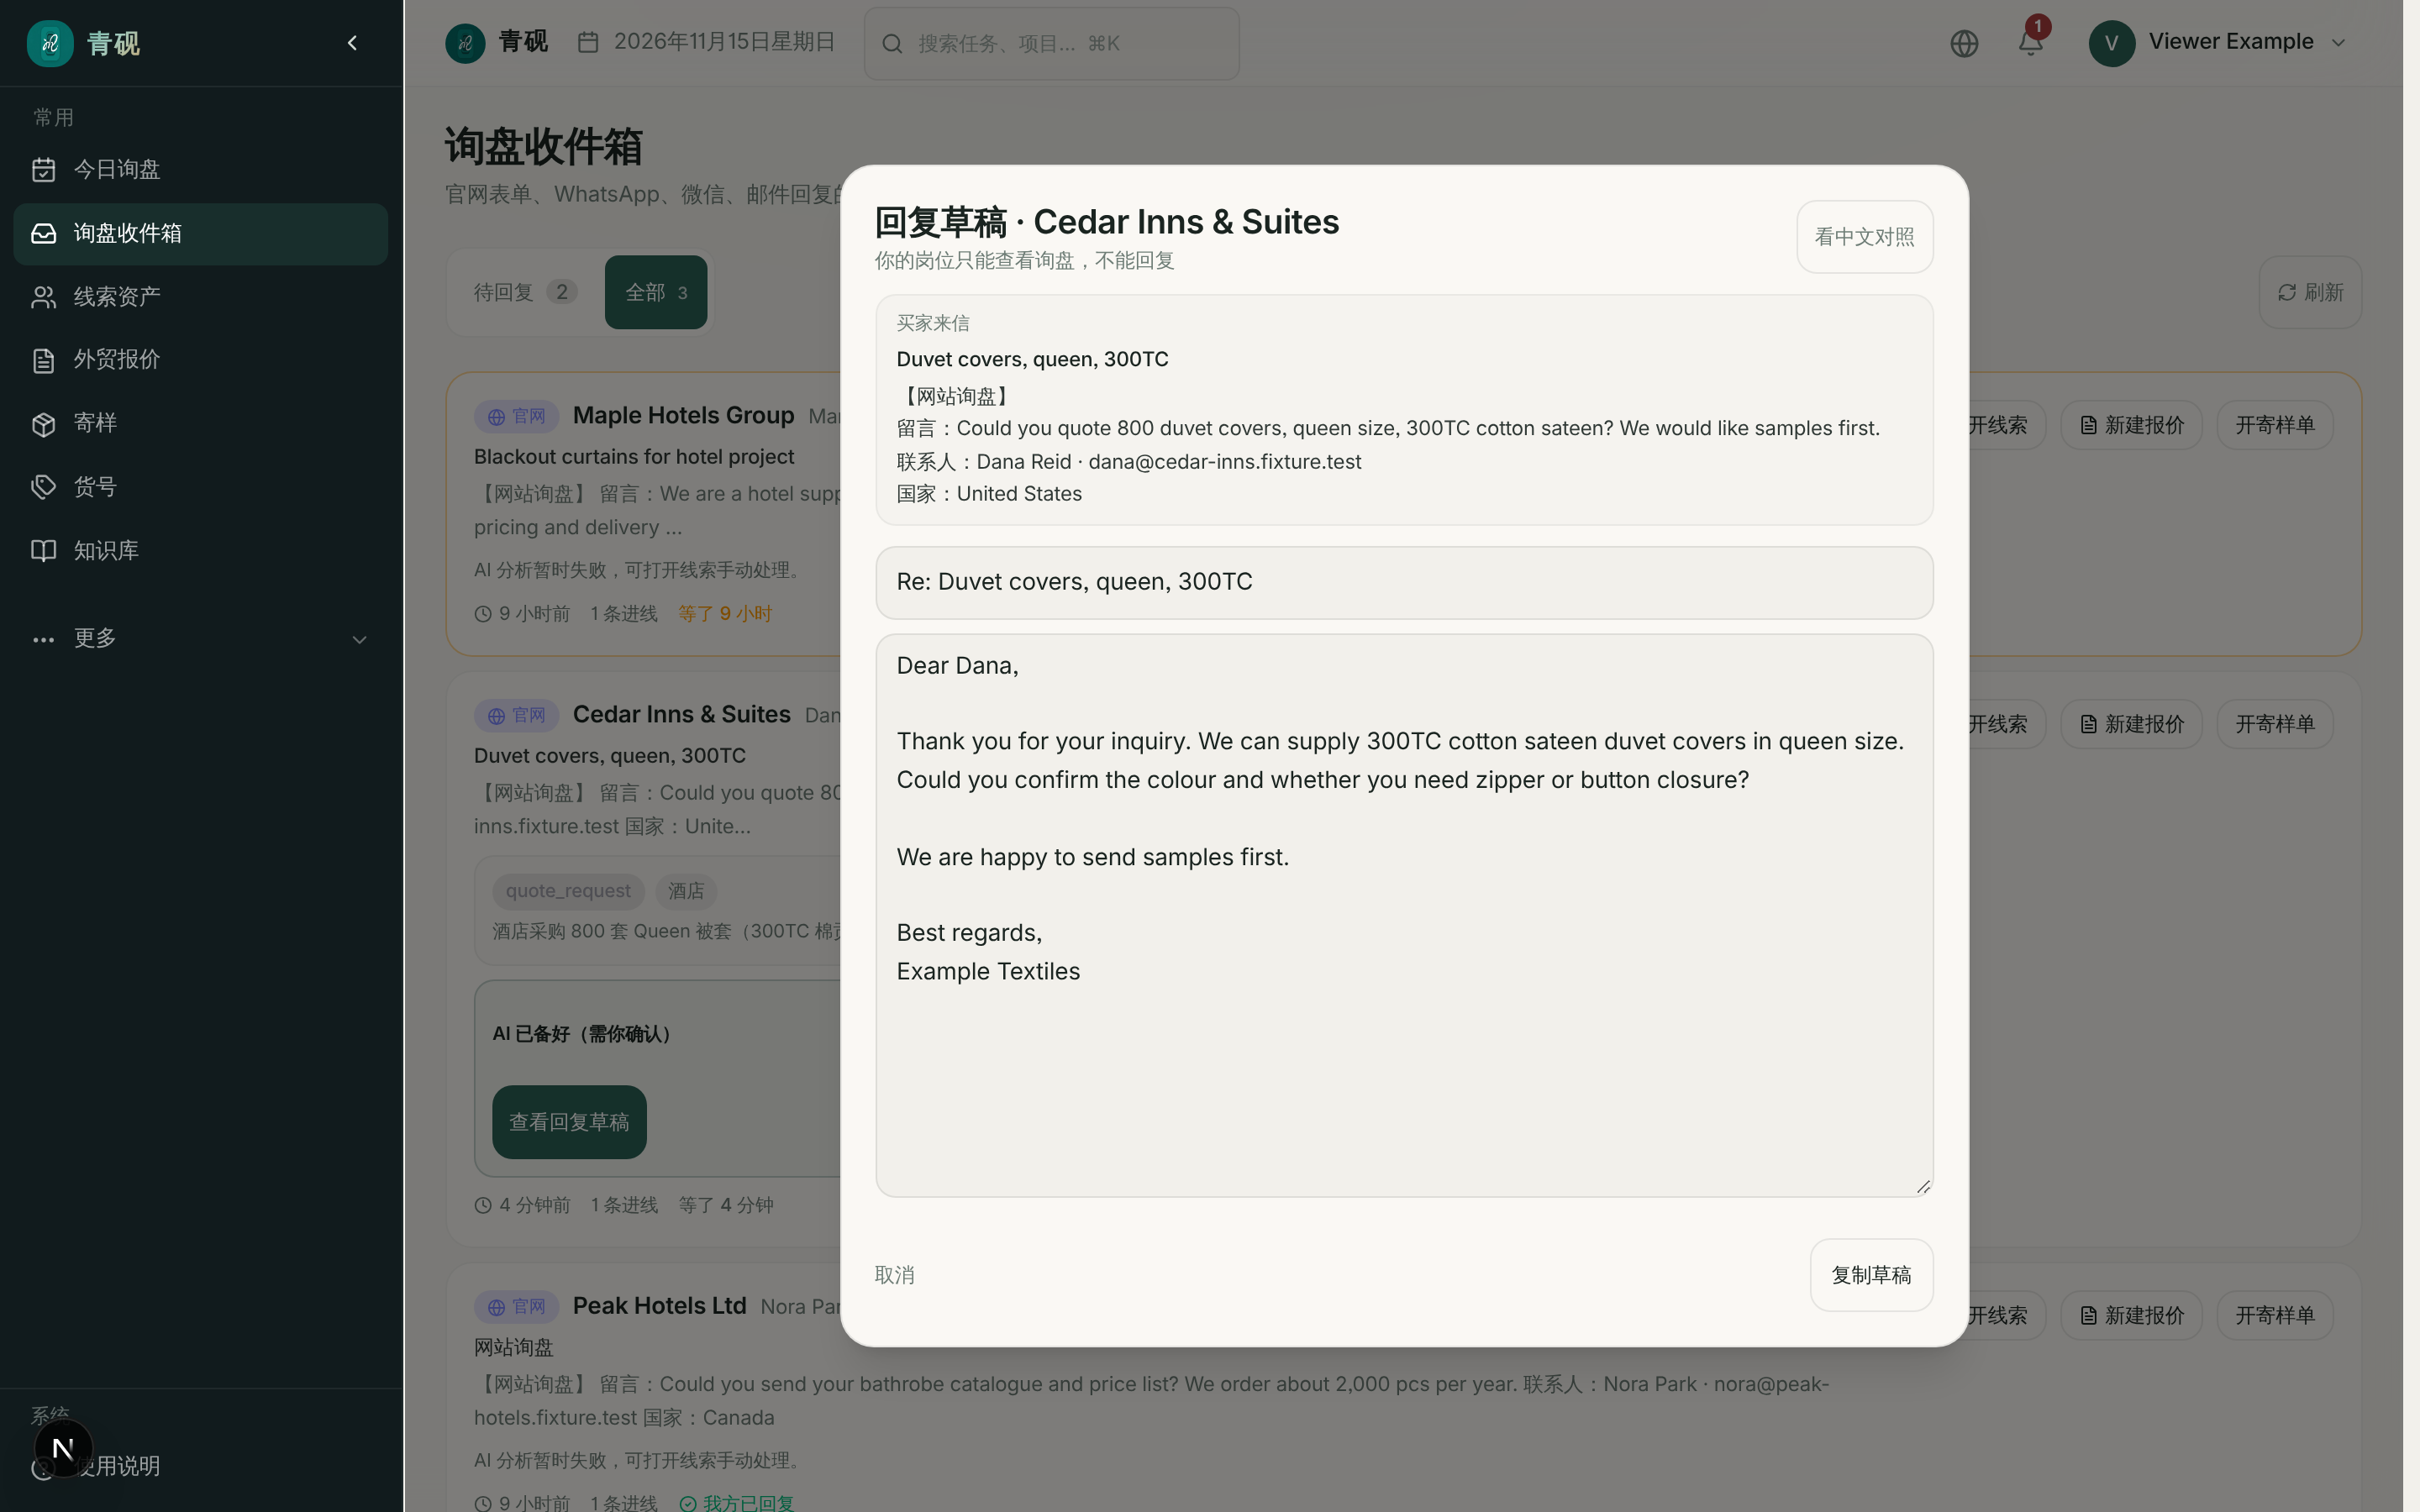 青砚
常用
今日询盘
询盘收件箱
线索资产
外贸报价
寄样
货号
知识库
更多
系统
使用说明
青砚
2026年11月15日星期日
搜索任务、项目... ⌘K
1
V
Viewer Example
询盘收件箱
官网表单、WhatsApp、微信、邮件回复
待回复 2
全部 3
刷新
官网
Maple Hotels Group
开线索
新建报价
开寄样单
Blackout curtains for hotel project
【网站询盘】 留言：We are a hotel
pricing and delivery ...
AI 分析暂时失败，可打开线索手动处理。
9 小时前 1 条进线 等了 9 小时
官网
Cedar Inns & Suites
开线索
新建报价
开寄样单
Duvet covers, queen, 300TC
【网站询盘】 留言：Could you quote
inns.fixture.test 国家：Unite...
quote_request 酒店
酒店采购 800 套 Queen 被套（300TC 棉
AI 已备好（需你确认）
查看回复草稿
4 分钟前 1 条进线 等了 4 分钟
官网
Peak Hotels Ltd
Nora
开线索
新建报价
开寄样单
网站询盘
【网站询盘】 留言：Could you send your bathrobe catalogue and price list? We order about 2,000 pcs per year. 联系人：Nora Park · nora@peak-
hotels.fixture.test 国家：Canada
AI 分析暂时失败，可打开线索手动处理。
9 小时前 1 条进线 我方已回复
回复草稿 · Cedar Inns & Suites
你的岗位只能查看询盘，不能回复
看中文对照
买家来信
Duvet covers, queen, 300TC
【网站询盘】
留言：Could you quote 800 duvet covers, queen size, 300TC cotton sateen? We would like samples first.
联系人：Dana Reid · dana@cedar-inns.fixture.test
国家：United States
Re: Duvet covers, queen, 300TC
Dear Dana,
Thank you for your inquiry. We can supply 300TC cotton sateen duvet covers in queen size.
Could you confirm the colour and whether you need zipper or button closure?
We are happy to send samples first.
Best regards,
Example Textiles
取消
复制草稿